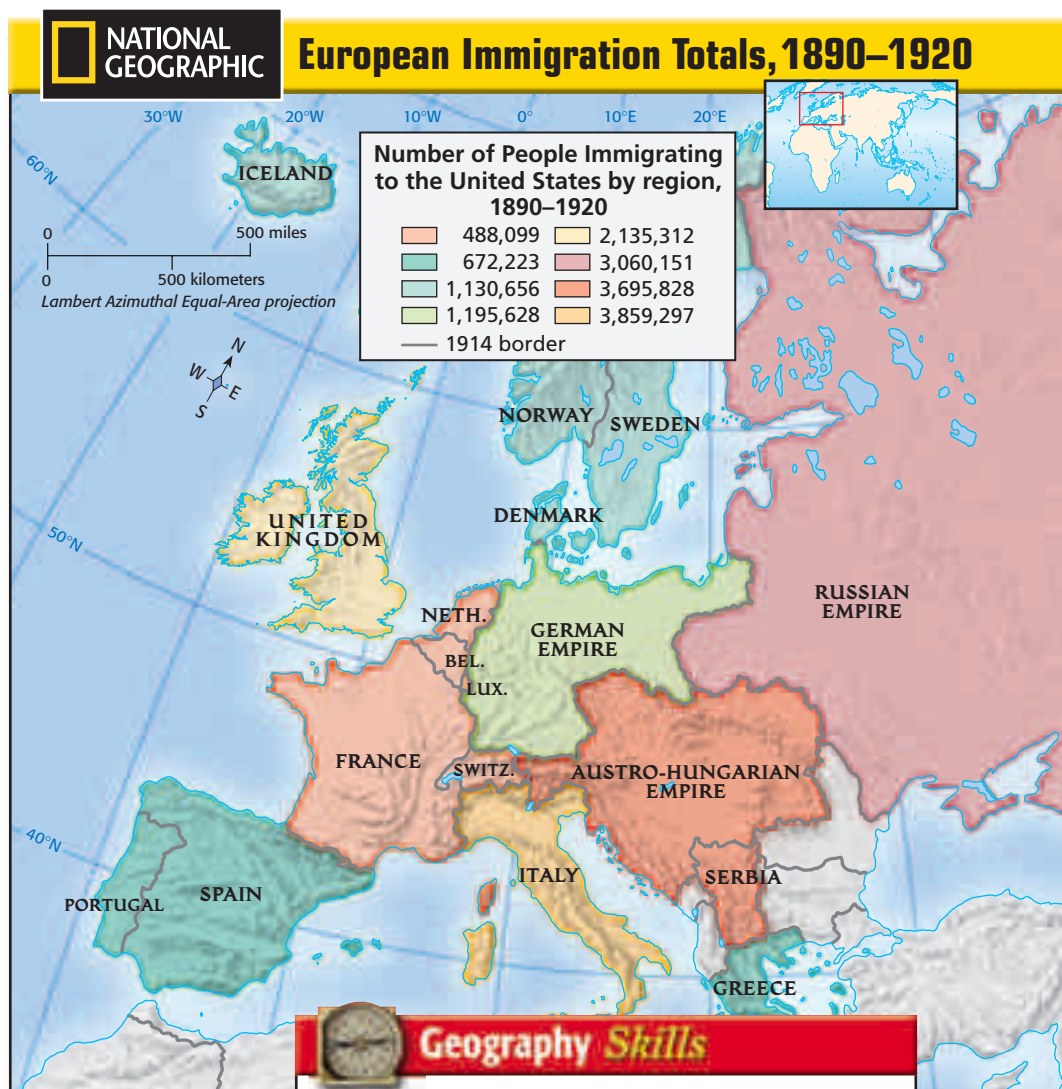 NATIONAL
GEOGRAPHIC
European Immigration Totals, 1890–1920
30°W
20°W
10°W
0°
10°E
20°E
60°N
50°N
40°N
Number of People Immigrating
to the United States by region,
1890–1920
488,099 2,135,312
672,223 3,060,151
1,130,656 3,695,828
1,195,628 3,859,297
1914 border
ICELAND
0 500 miles
0 500 kilometers
Lambert Azimuthal Equal-Area projection
N
W
E
S
NORWAY
SWEDEN
DENMARK
UNITED
KINGDOM
NETH.
BEL.
LUX.
GERMAN
EMPIRE
RUSSIAN
EMPIRE
FRANCE
SWITZ.
AUSTRO-HUNGARIAN
EMPIRE
ITALY
SERBIA
PORTUGAL
SPAIN
GREECE
Geography Skills